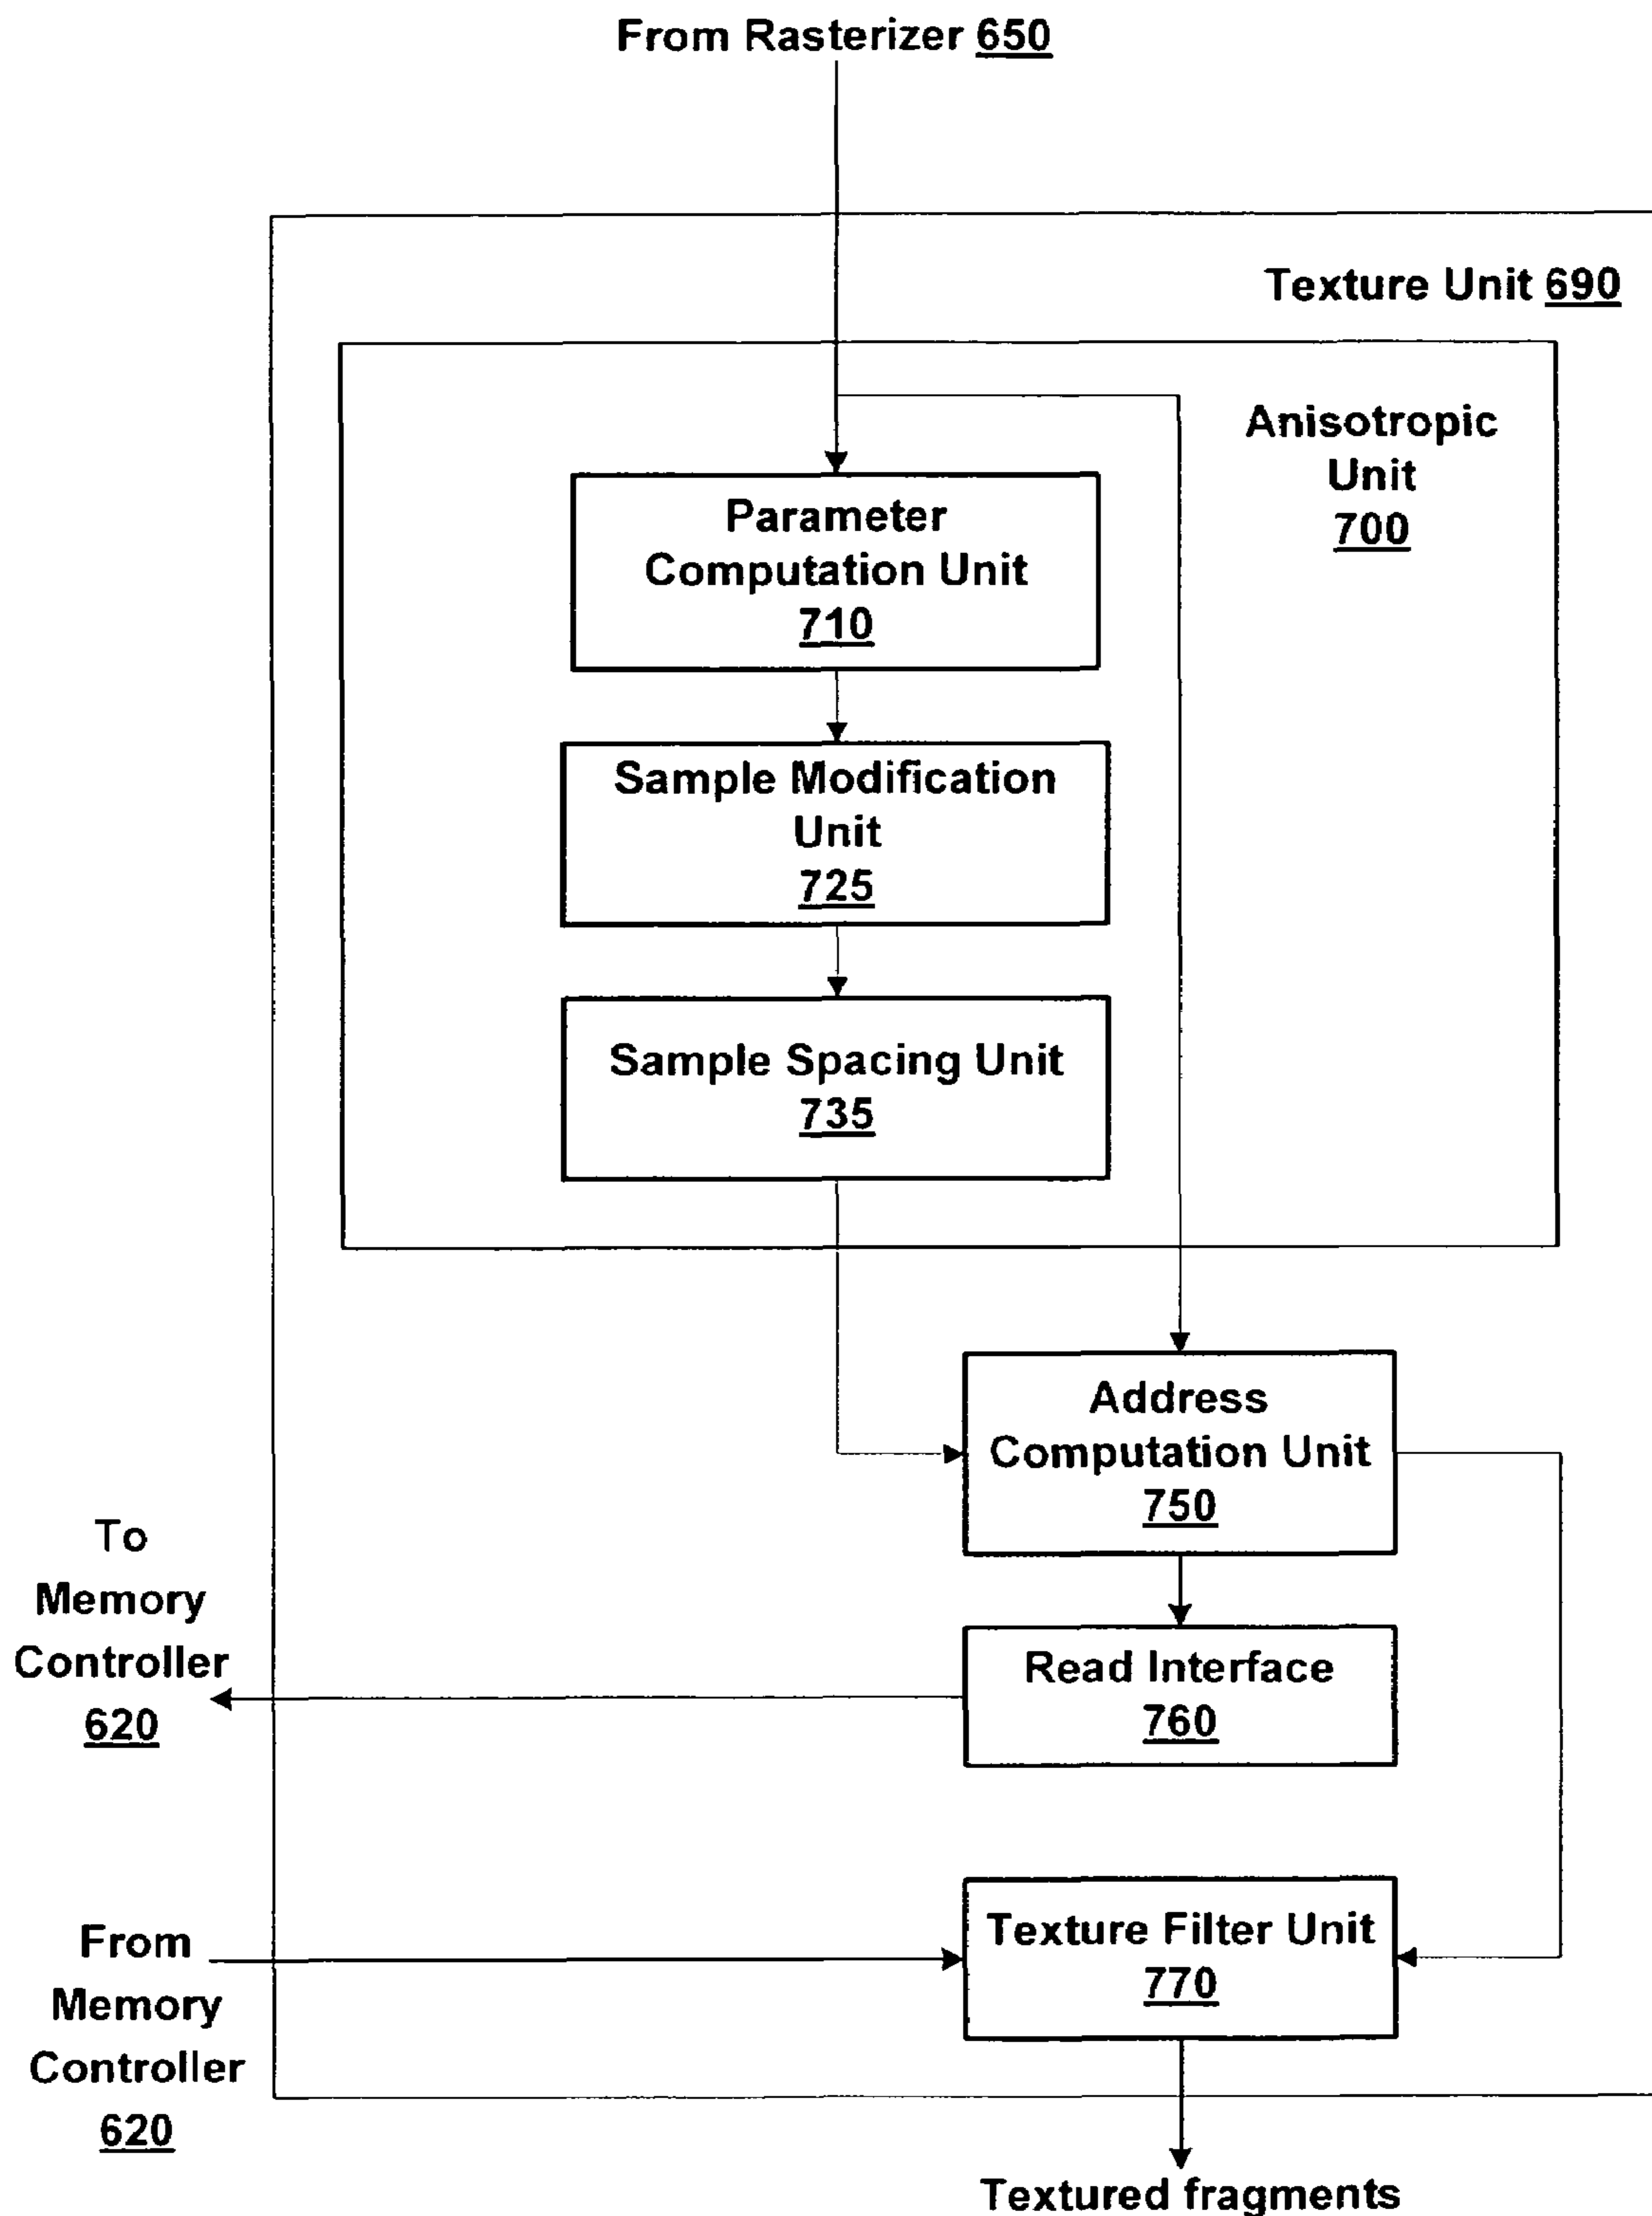 From Rasterizer 650
Texture Unit 690
Anisotropic
Unit
700
Parameter
Computation Unit
710
Sample Modification
Unit
725
Sample Spacing Unit
735
Address
Computation Unit
750
To
Memory
Controller
620
Read Interface
760
From
Memory
Controller
620
Texture Filter Unit
770
Textured fragments